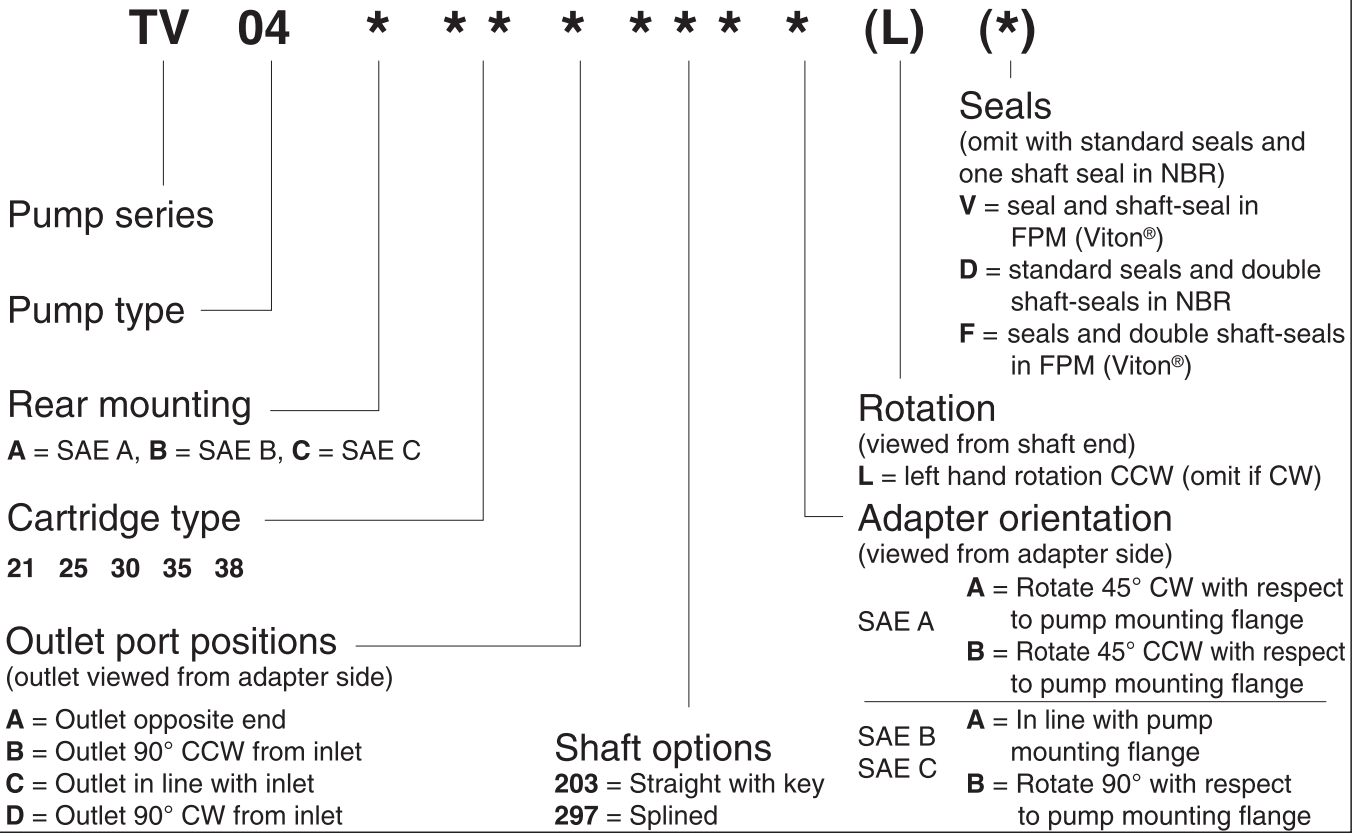 TV 04 * * * * * * * * (L) (*)
Pump series
Pump type
Rear mounting
A = SAE A, B = SAE B, C = SAE C
Cartridge type
21 25 30 35 38
Outlet port positions
(outlet viewed from adapter side)
A = Outlet opposite end
B = Outlet 90° CCW from inlet
C = Outlet in line with inlet
D = Outlet 90° CW from inlet
Shaft options
203 = Straight with key
297 = Splined
Seals
(omit with standard seals and
one shaft seal in NBR)
V = seal and shaft-seal in
FPM (Viton®)
D = standard seals and double
shaft-seals in NBR
F = seals and double shaft-seals
in FPM (Viton®)
Rotation
(viewed from shaft end)
L = left hand rotation CCW (omit if CW)
Adapter orientation
(viewed from adapter side)
SAE A
A = Rotate 45° CW with respect
to pump mounting flange
B = Rotate 45° CCW with respect
to pump mounting flange
SAE B
SAE C
A = In line with pump
mounting flange
B = Rotate 90° with respect
to pump mounting flange